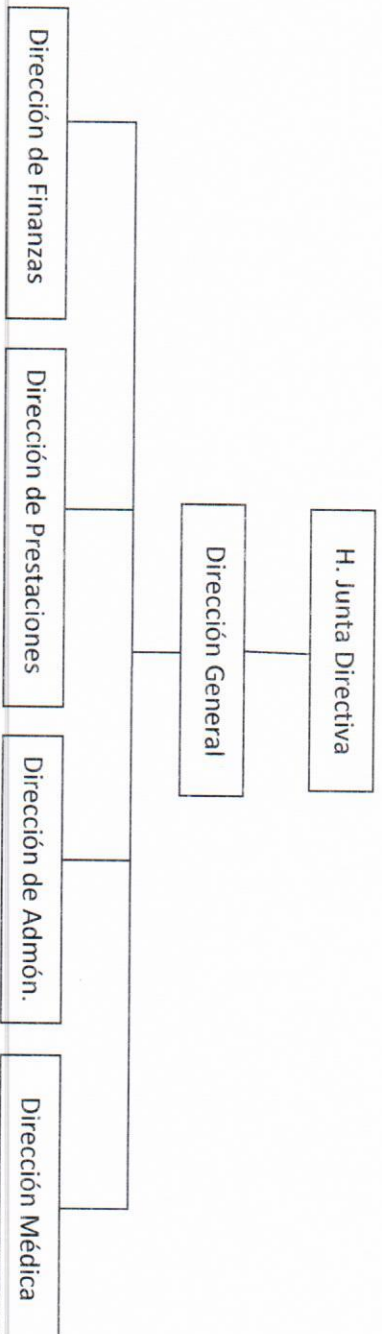 H. Junta Directiva
Dirección General
Dirección de Finanzas
Dirección de Prestaciones
Dirección de Admón.
Dirección Médica